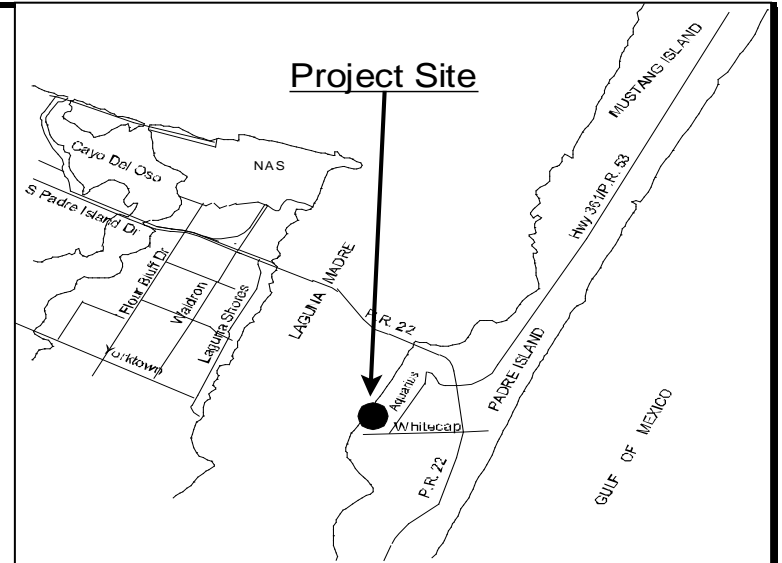 Project Site
MUSTANG ISLAND
Cayo Del Oso
NAS
S Padre Island Dr
Hwy 361/P.R. 53
Flour Bluff Dr
Waldron
Laguna Shores
LAGUNA MADRE
P.R. 22
Yorktown
Aquarius
PADRE ISLAND
Whitecap
P.R. 22
GULF OF MEXICO